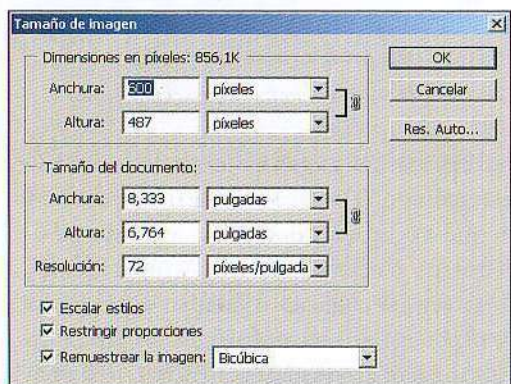 Tamaño de imagen
Dimensiones en píxeles: 856,1K
Anchura: 600 píxeles
Altura: 487 píxeles
Tamaño del documento:
Anchura: 8,333 pulgadas
Altura: 6,764 pulgadas
Resolución: 72 píxeles/pulgada
Escalar estilos
Restringir proporciones
Remuestrear la imagen: Bicúbica
OK
Cancelar
Res. Auto...